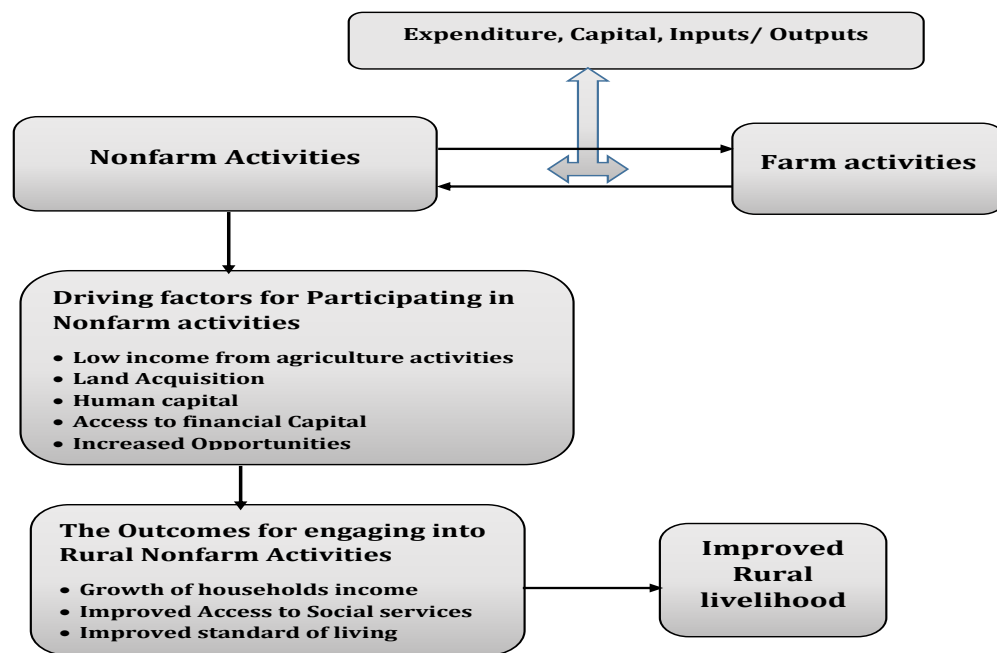 Expenditure, Capital, Inputs/ Outputs
Nonfarm Activities
Farm activities
Driving factors for Participating in
Nonfarm activities
• Low income from agriculture activities
• Land Acquisition
• Human capital
• Access to financial Capital
• Increased Opportunities
The Outcomes for engaging into
Rural Nonfarm Activities
• Growth of households income
• Improved Access to Social services
• Improved standard of living
Improved
Rural
livelihood